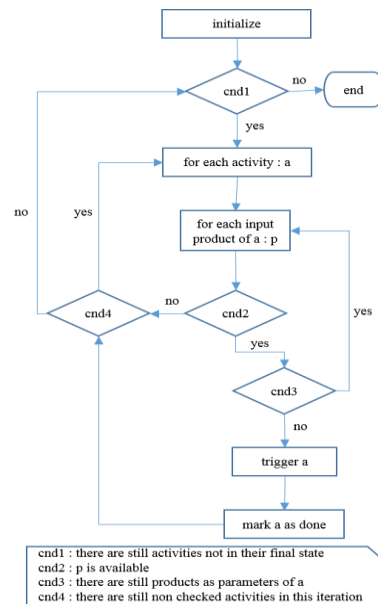 initialize
cnd1
no
end
yes
for each activity : a
no
yes
for each input
product of a : p
cnd4
no
cnd2
yes
yes
cnd3
no
trigger a
mark a as done
cnd1 : there are still activities not in their final state
cnd2 : p is available
cnd3 : there are still products as parameters of a
cnd4 : there are still non checked activities in this iteration